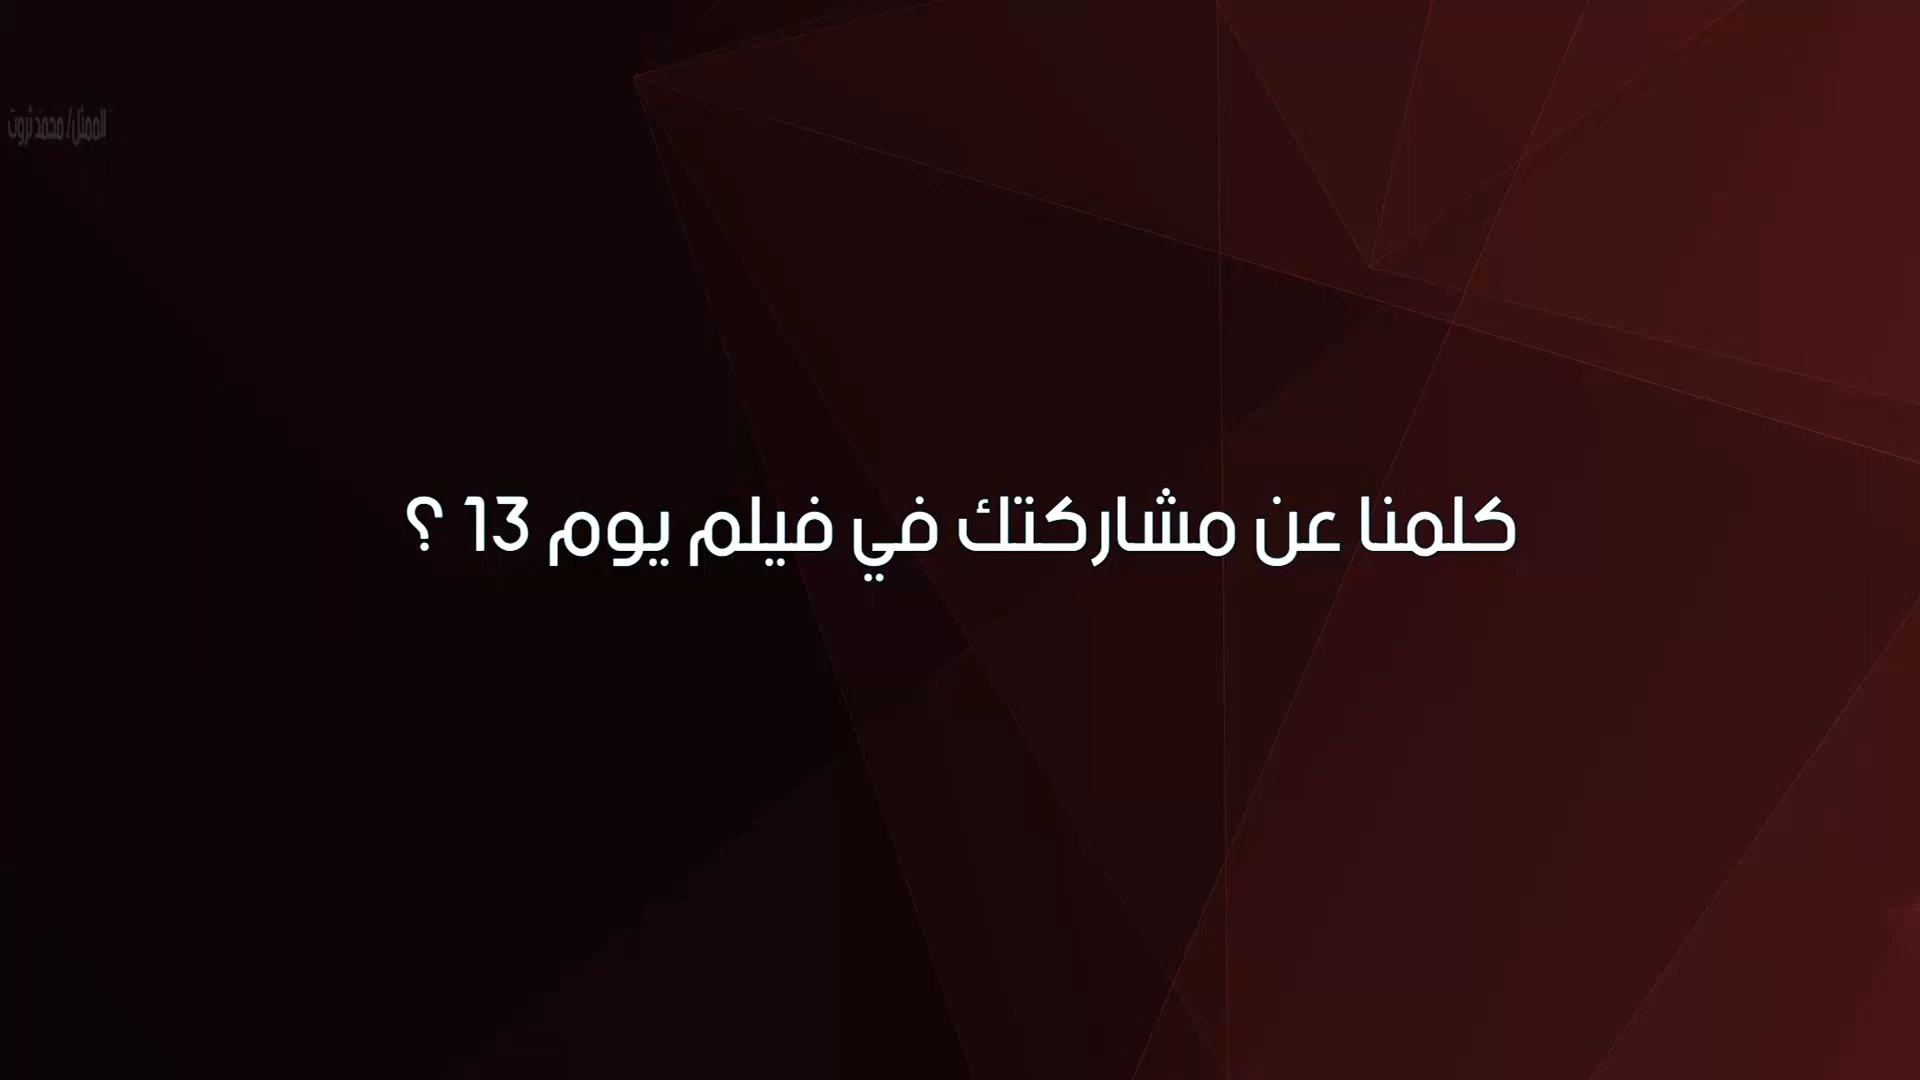 الممثل/ محمد ثروت
كلمنا عن مشاركتك في فيلم يوم 13 ؟